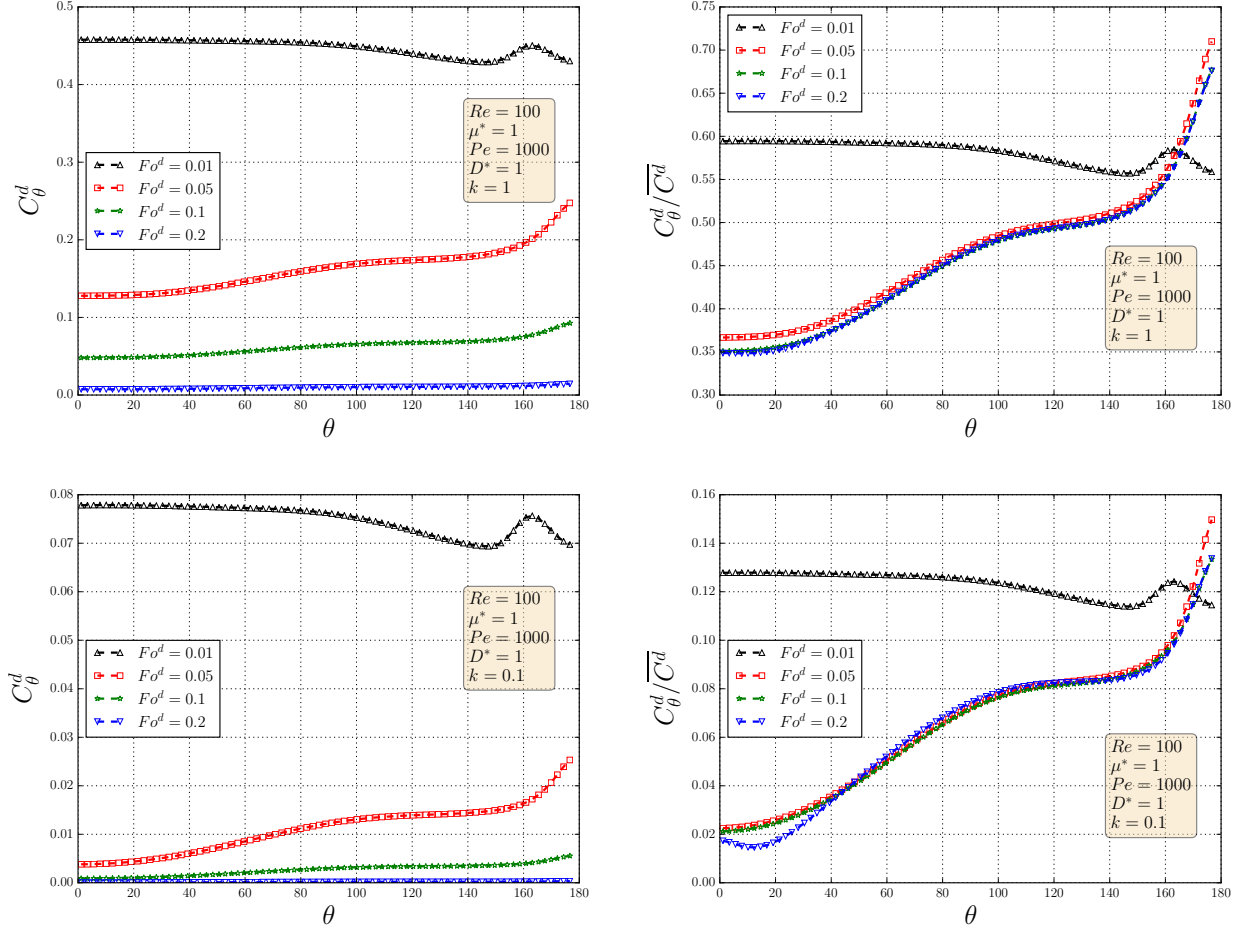 0.5
0.4
0.3
0.2
0.1
0.0
0 20 40 60 80 100 120 140 160 180
θ
C_θ^d
Fo^d = 0.01
Fo^d = 0.05
Fo^d = 0.1
Fo^d = 0.2
Re = 100
μ* = 1
Pe = 1000
D* = 1
k = 1
0.75
0.70
0.65
0.60
0.55
0.50
0.45
0.40
0.35
0.30
0 20 40 60 80 100 120 140 160 180
θ
C_θ^d / \overline{C^d}
Fo^d = 0.01
Fo^d = 0.05
Fo^d = 0.1
Fo^d = 0.2
Re = 100
μ* = 1
Pe = 1000
D* = 1
k = 1
0.08
0.07
0.06
0.05
0.04
0.03
0.02
0.01
0.00
0 20 40 60 80 100 120 140 160 180
θ
C_θ^d
Fo^d = 0.01
Fo^d = 0.05
Fo^d = 0.1
Fo^d = 0.2
Re = 100
μ* = 1
Pe = 1000
D* = 1
k = 0.1
0.16
0.14
0.12
0.10
0.08
0.06
0.04
0.02
0.00
0 20 40 60 80 100 120 140 160 180
θ
C_θ^d / \overline{C^d}
Fo^d = 0.01
Fo^d = 0.05
Fo^d = 0.1
Fo^d = 0.2
Re = 100
μ* = 1
Pe = 1000
D* = 1
k = 0.1